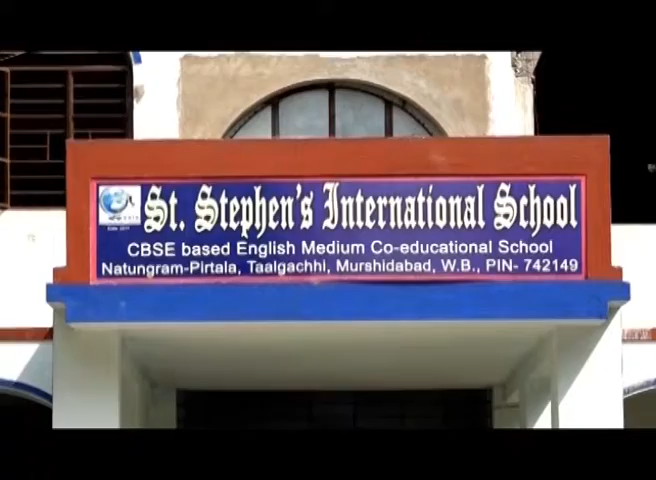 St. Stephen's International School
CBSE based English Medium Co-educational School
Natungram-Pirtala, Taalgachhi, Murshidabad, W.B., PIN- 742149